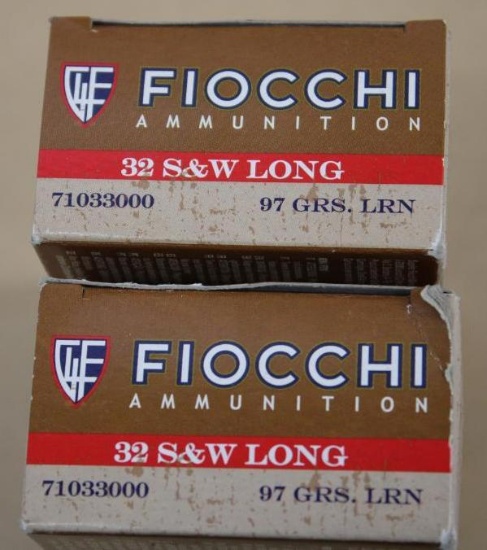 FIOCCHI
AMMUNITION
32 S&W LONG
71033000 97 GRS. LRN
FIOCCHI
AMMUNITION
32 S&W LONG
71033000 97 GRS. LRN